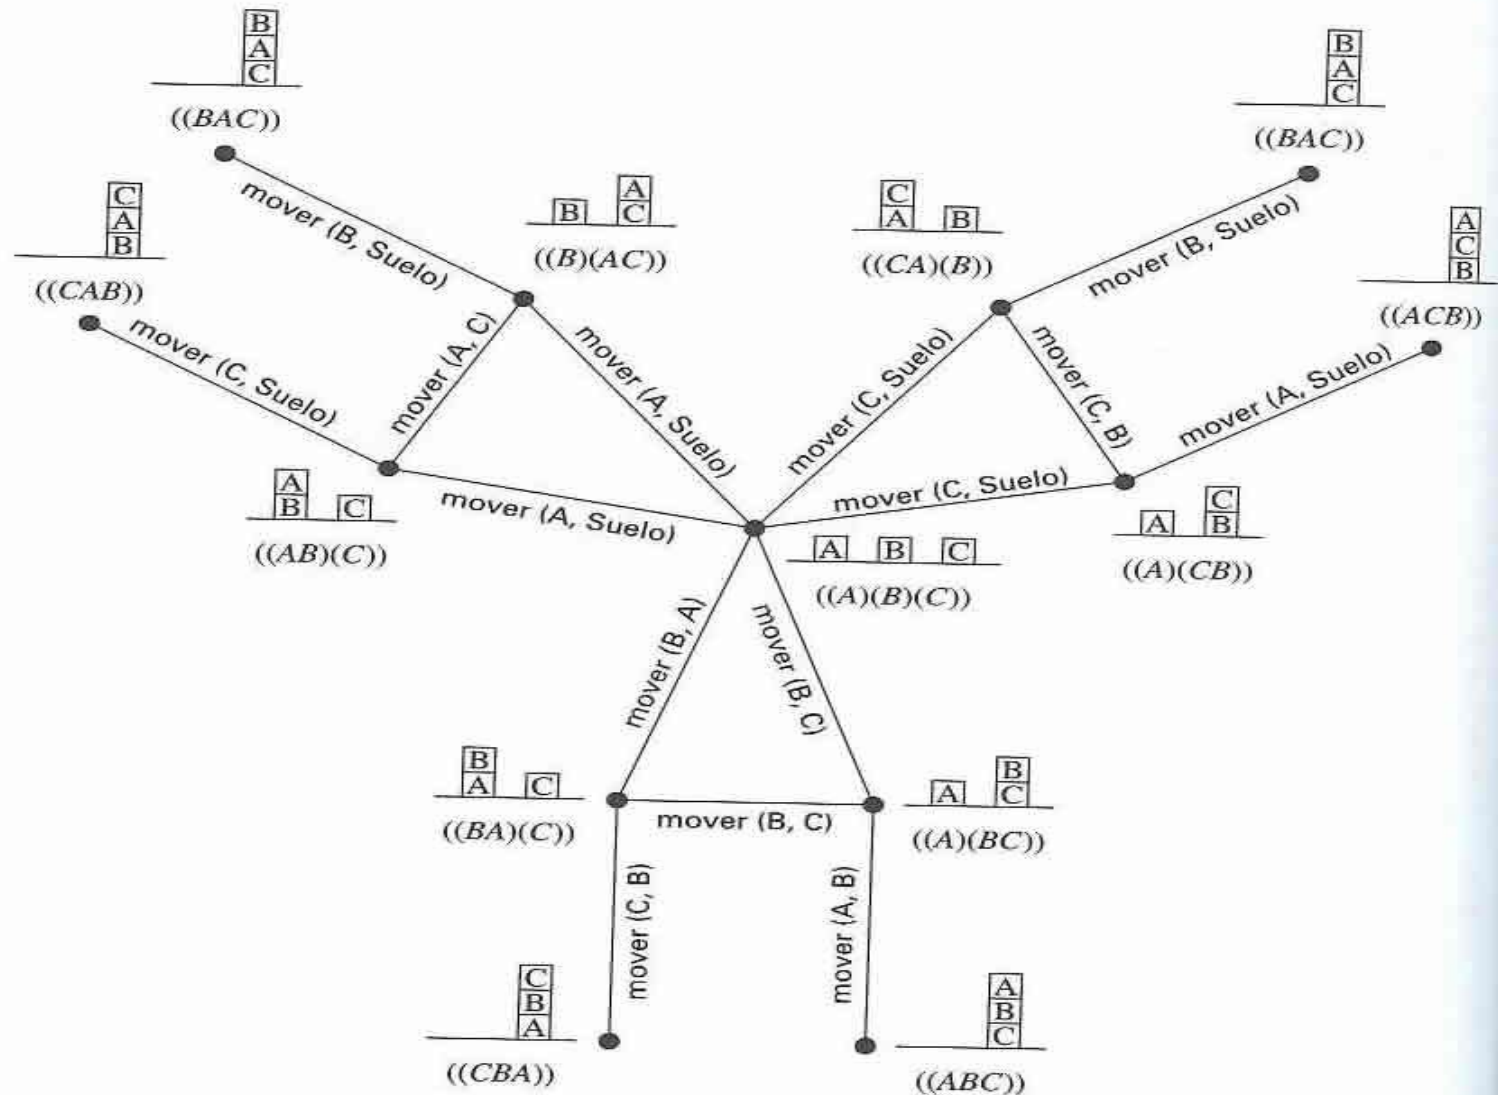 B
A
C
((BAC))
B
A
C
((BAC))
C
A
B
((CAB))
mover (B, Suelo)
B
A
C
((B)(AC))
C
A
B
((CA)(B))
mover (B, Suelo)
A
C
B
((ACB))
mover (C, Suelo)
mover (A, C)
mover (A, Suelo)
mover (C, Suelo)
mover (C, B)
mover (A, Suelo)
A
B
C
((AB)(C))
mover (A, Suelo)
mover (C, Suelo)
A
C
B
((A)(CB))
A B C
((A)(B)(C))
mover (B, A)
mover (B, C)
B
A
C
((BA)(C))
mover (B, C)
A
B
C
((A)(BC))
mover (C, B)
mover (A, B)
C
B
A
((CBA))
A
B
C
((ABC))